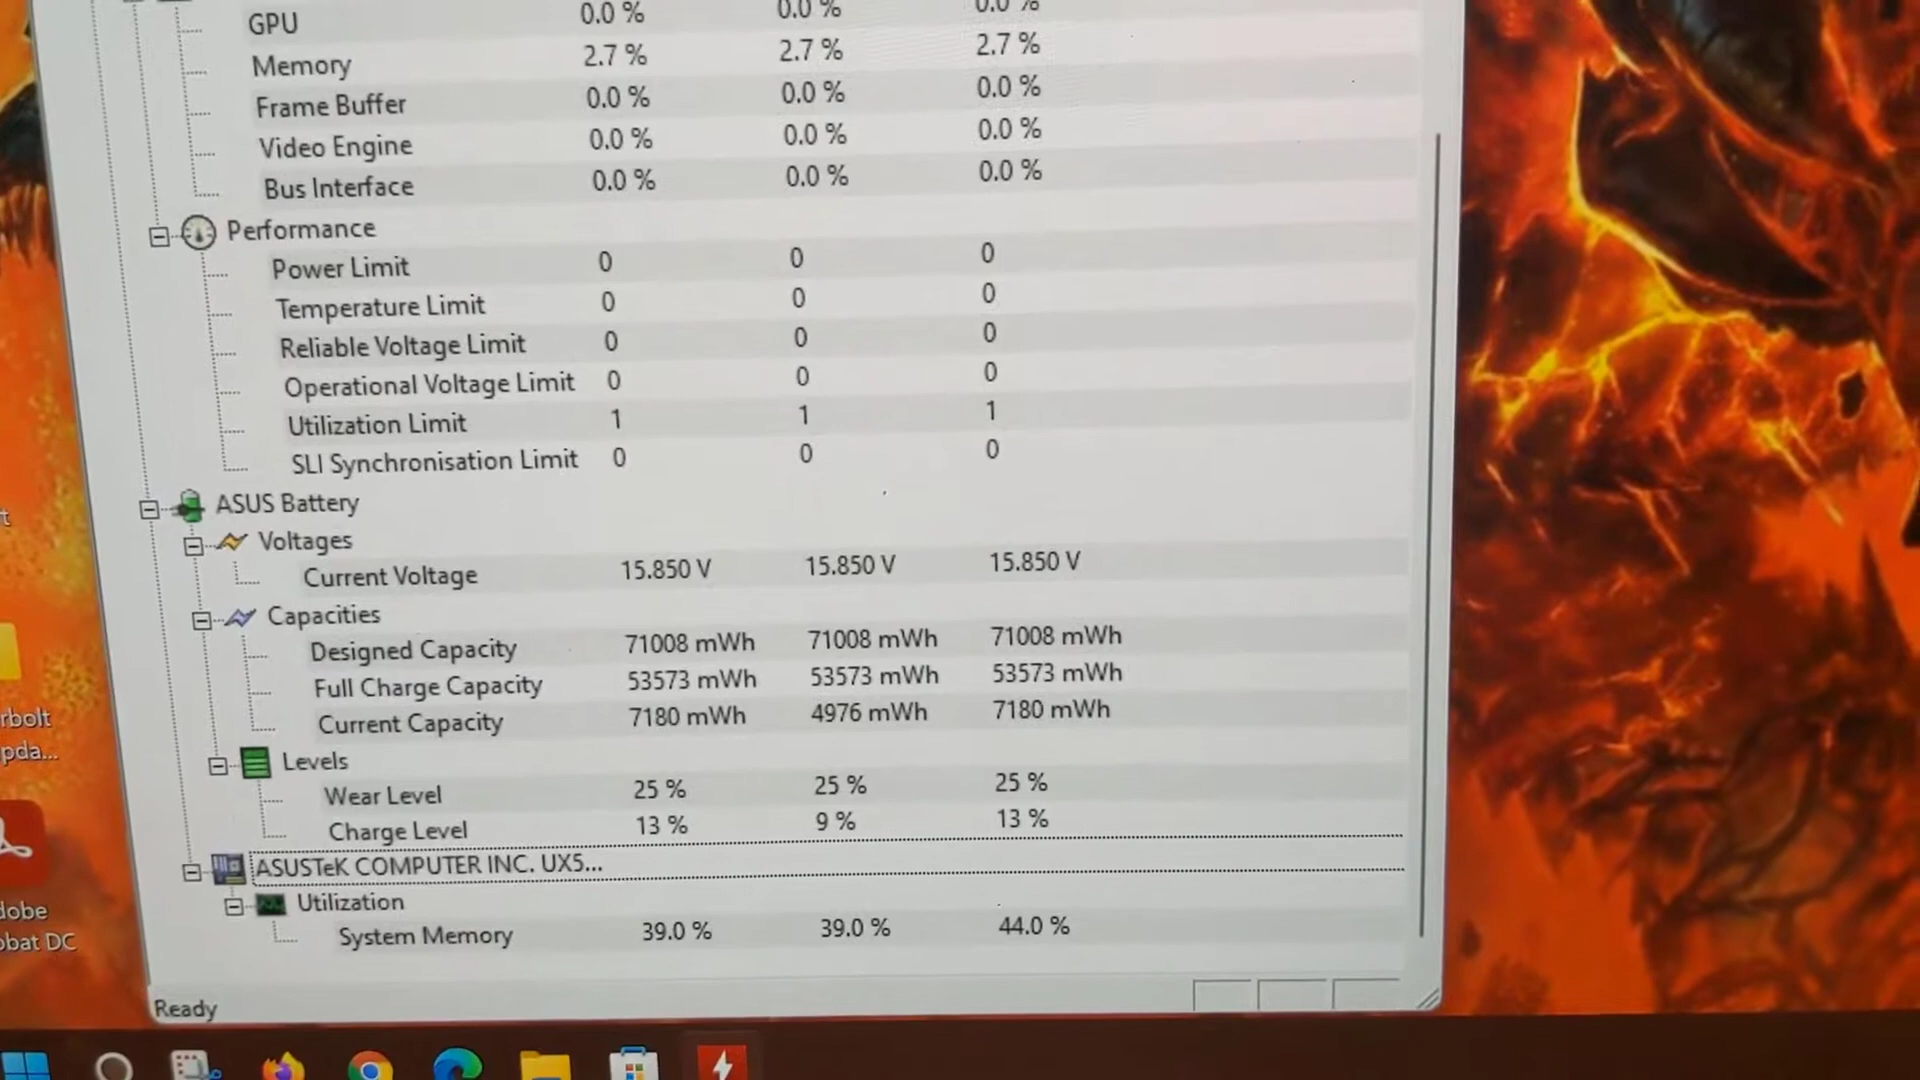 GPU 0.0 % 0.0 % 0.0 %
Memory 2.7 % 2.7 % 2.7 %
Frame Buffer 0.0 % 0.0 % 0.0 %
Video Engine 0.0 % 0.0 % 0.0 %
Bus Interface 0.0 % 0.0 % 0.0 %
Performance
Power Limit 0 0 0
Temperature Limit 0 0 0
Reliable Voltage Limit 0 0 0
Operational Voltage Limit 0 0 0
Utilization Limit 1 1 1
SLI Synchronisation Limit 0 0 0
ASUS Battery
Voltages
Current Voltage 15.850 V 15.850 V 15.850 V
Capacities
Designed Capacity 71008 mWh 71008 mWh 71008 mWh
Full Charge Capacity 53573 mWh 53573 mWh 53573 mWh
Current Capacity 7180 mWh 4976 mWh 7180 mWh
Levels
Wear Level 25 % 25 % 25 %
Charge Level 13 % 9 % 13 %
ASUSTeK COMPUTER INC. UX5...
Utilization
System Memory 39.0 % 39.0 % 44.0 %
Ready
t
rbolt
pda...
dobe
obat DC